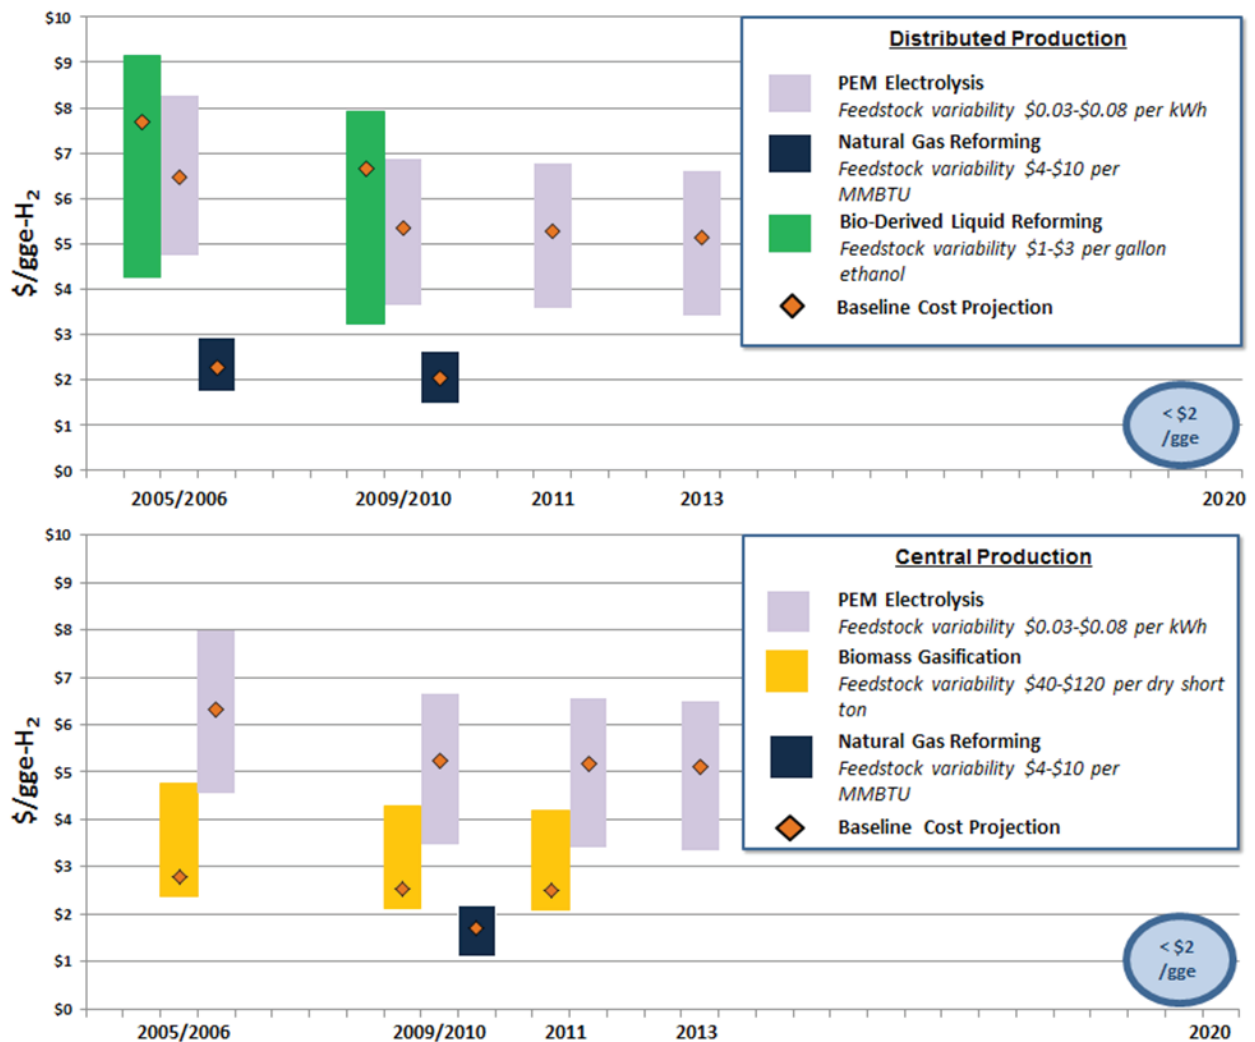 $10
$9
$8
$7
$6
$5
$4
$3
$2
$1
$0
$/gge-H2
2005/2006
2009/2010
2011
2013
2020
Distributed Production
PEM Electrolysis
Feedstock variability $0.03-$0.08 per kWh
Natural Gas Reforming
Feedstock variability $4-$10 per
MMBTU
Bio-Derived Liquid Reforming
Feedstock variability $1-$3 per gallon
ethanol
Baseline Cost Projection
< $2
/gge
$10
$9
$8
$7
$6
$5
$4
$3
$2
$1
$0
$/gge-H2
2005/2006
2009/2010
2011
2013
2020
Central Production
PEM Electrolysis
Feedstock variability $0.03-$0.08 per kWh
Biomass Gasification
Feedstock variability $40-$120 per dry short
ton
Natural Gas Reforming
Feedstock variability $4-$10 per
MMBTU
Baseline Cost Projection
< $2
/gge